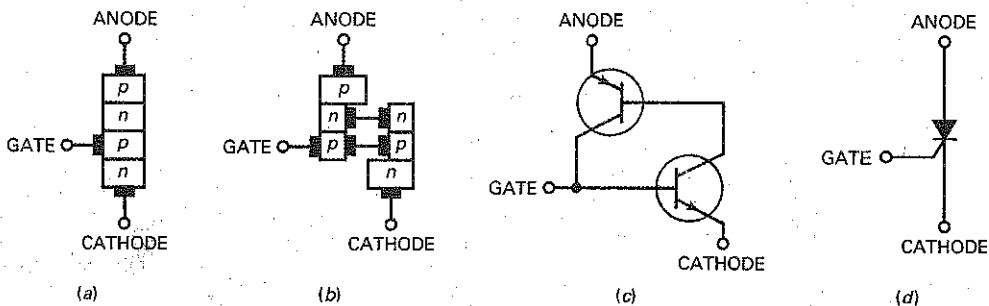 ANODE
p
n
GATE
p
n
CATHODE
(a)
ANODE
p
n
n
GATE
p
p
n
CATHODE
(b)
ANODE
GATE
CATHODE
(c)
ANODE
GATE
CATHODE
(d)